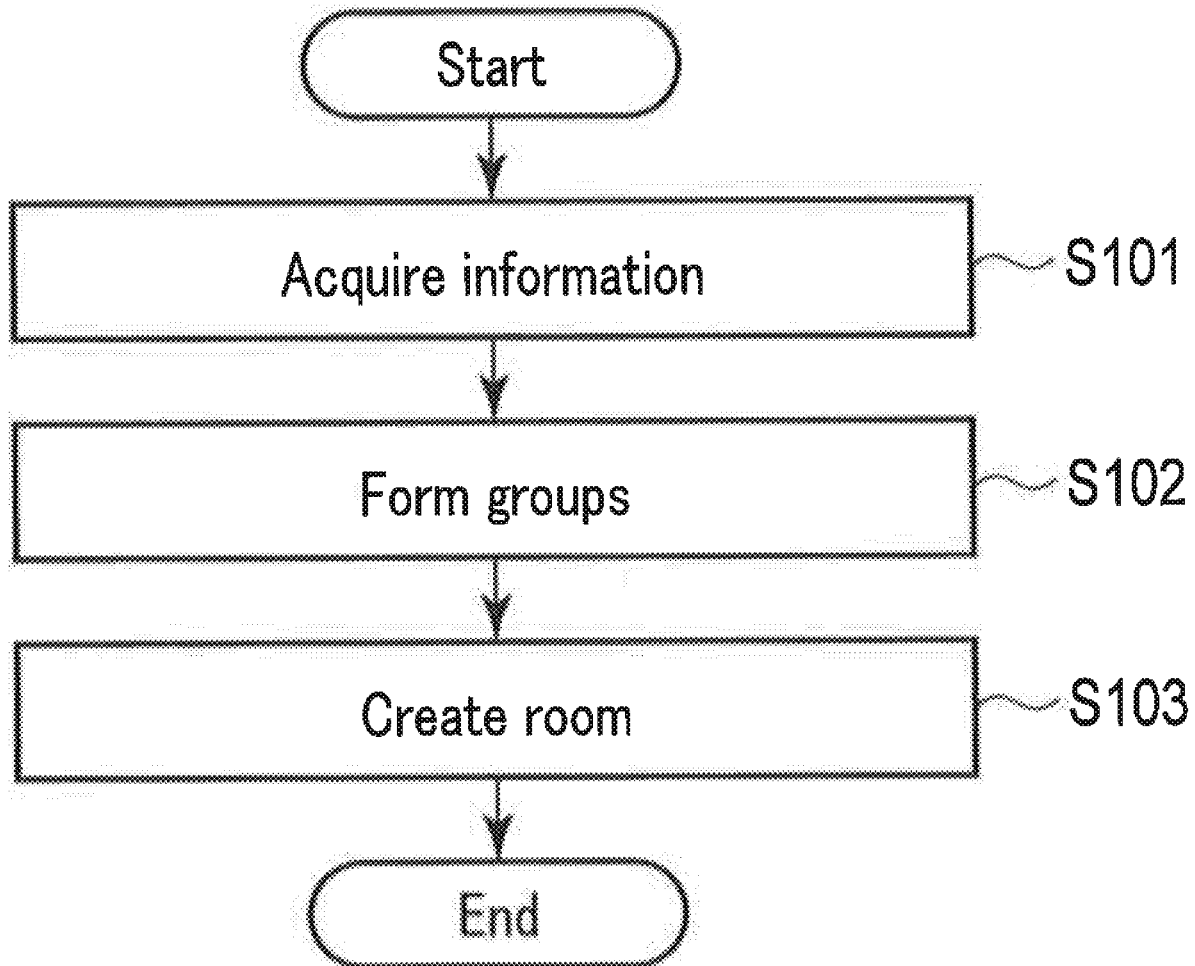 Start
Acquire information
S101
Form groups
S102
Create room
S103
End